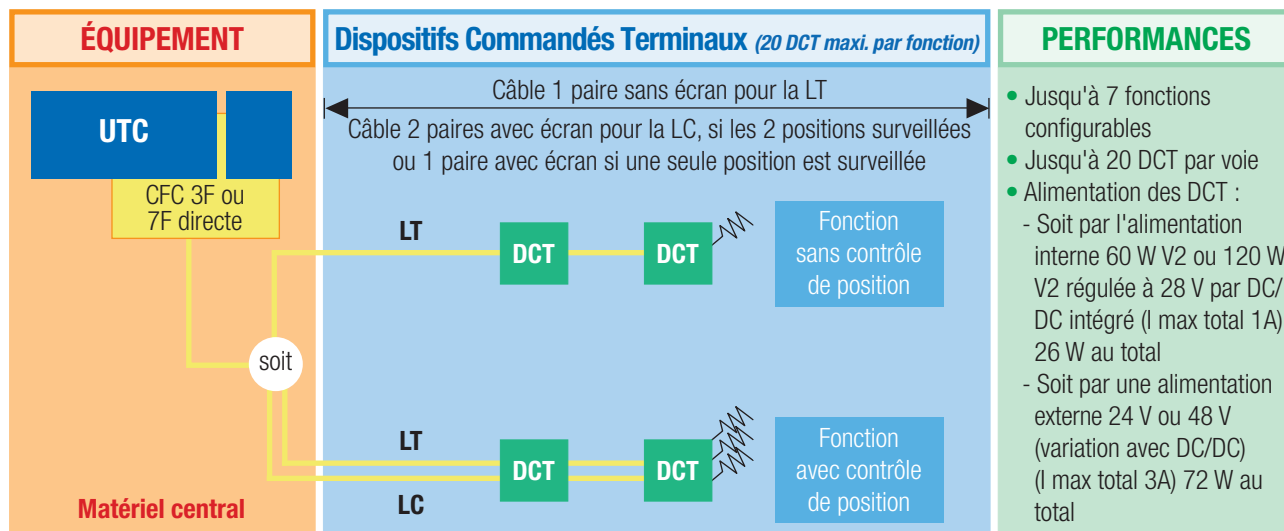 ÉQUIPEMENT
UTC
CFC 3F ou
7F directe
soit
Matériel central
Dispositifs Commandés Terminaux (20 DCT maxi. par fonction)
Câble 1 paire sans écran pour la LT
Câble 2 paires avec écran pour la LC, si les 2 positions surveillées
ou 1 paire avec écran si une seule position est surveillée
LT
DCT
DCT
Fonction
sans contrôle
de position
LT
LC
DCT
DCT
Fonction
avec contrôle
de position
PERFORMANCES
• Jusqu'à 7 fonctions
configurables
• Jusqu'à 20 DCT par voie
• Alimentation des DCT :
- Soit par l'alimentation
interne 60 W V2 ou 120 W
V2 régulée à 28 V par DC/
DC intégré (I max total 1A)
26 W au total
- Soit par une alimentation
externe 24 V ou 48 V
(variation avec DC/DC)
(I max total 3A) 72 W au
total